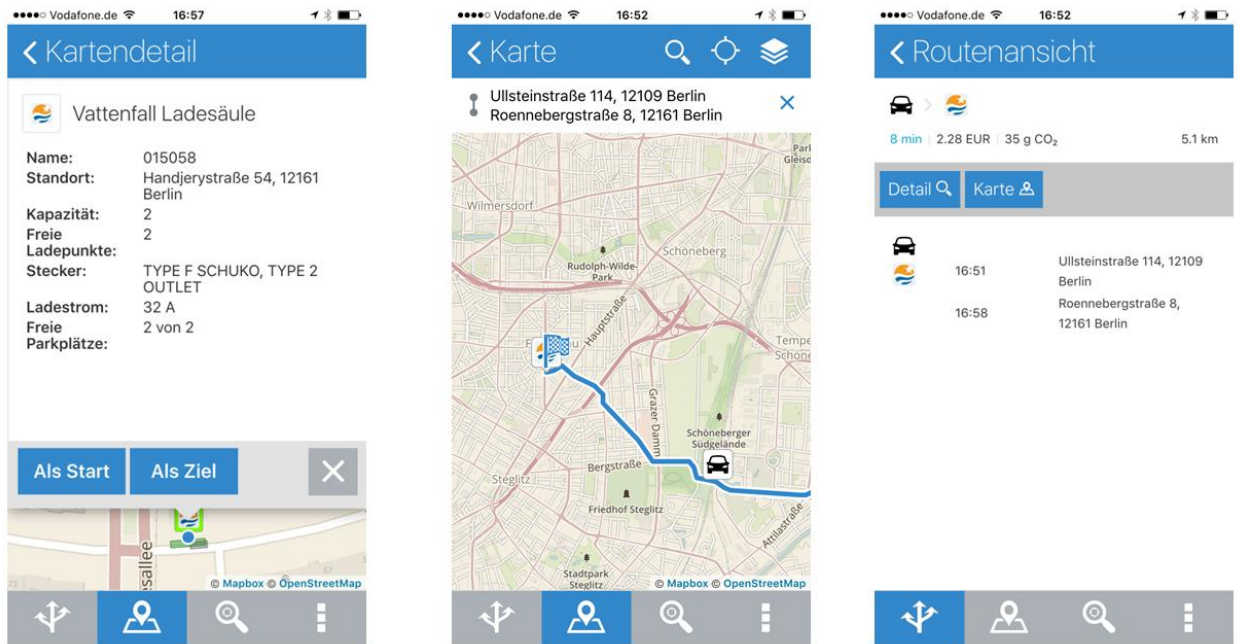 Vodafone.de 16:57
Kartendetail
Vattenfall Ladesäule
Name: 015058
Standort: Handjerystraße 54, 12161
Berlin
Kapazität: 2
Freie 2
Ladepunkte:
Stecker: TYPE F SCHUKO, TYPE 2
OUTLET
Ladestrom: 32 A
Freie 2 von 2
Parkplätze:
Als Start Als Ziel
© Mapbox © OpenStreetMap
Vodafone.de 16:52
Karte
Ullsteinstraße 114, 12109 Berlin
Roennebergstraße 8, 12161 Berlin
Wilmersdorf
Schöneberg
Rudolph-Wilde-
Park
Hauptstraße
Grazer Damm
Schöneberger
Südgelände
Bergstraße
Steglitz
Friedhof Steglitz
Attilastraße
Stadtpark
Steglitz
© Mapbox © OpenStreetMap
Vodafone.de 16:52
Routenansicht
8 min 2.28 EUR 35 g CO₂ 5.1 km
Detail Karte
16:51 Ullsteinstraße 114, 12109
Berlin
16:58 Roennebergstraße 8,
12161 Berlin